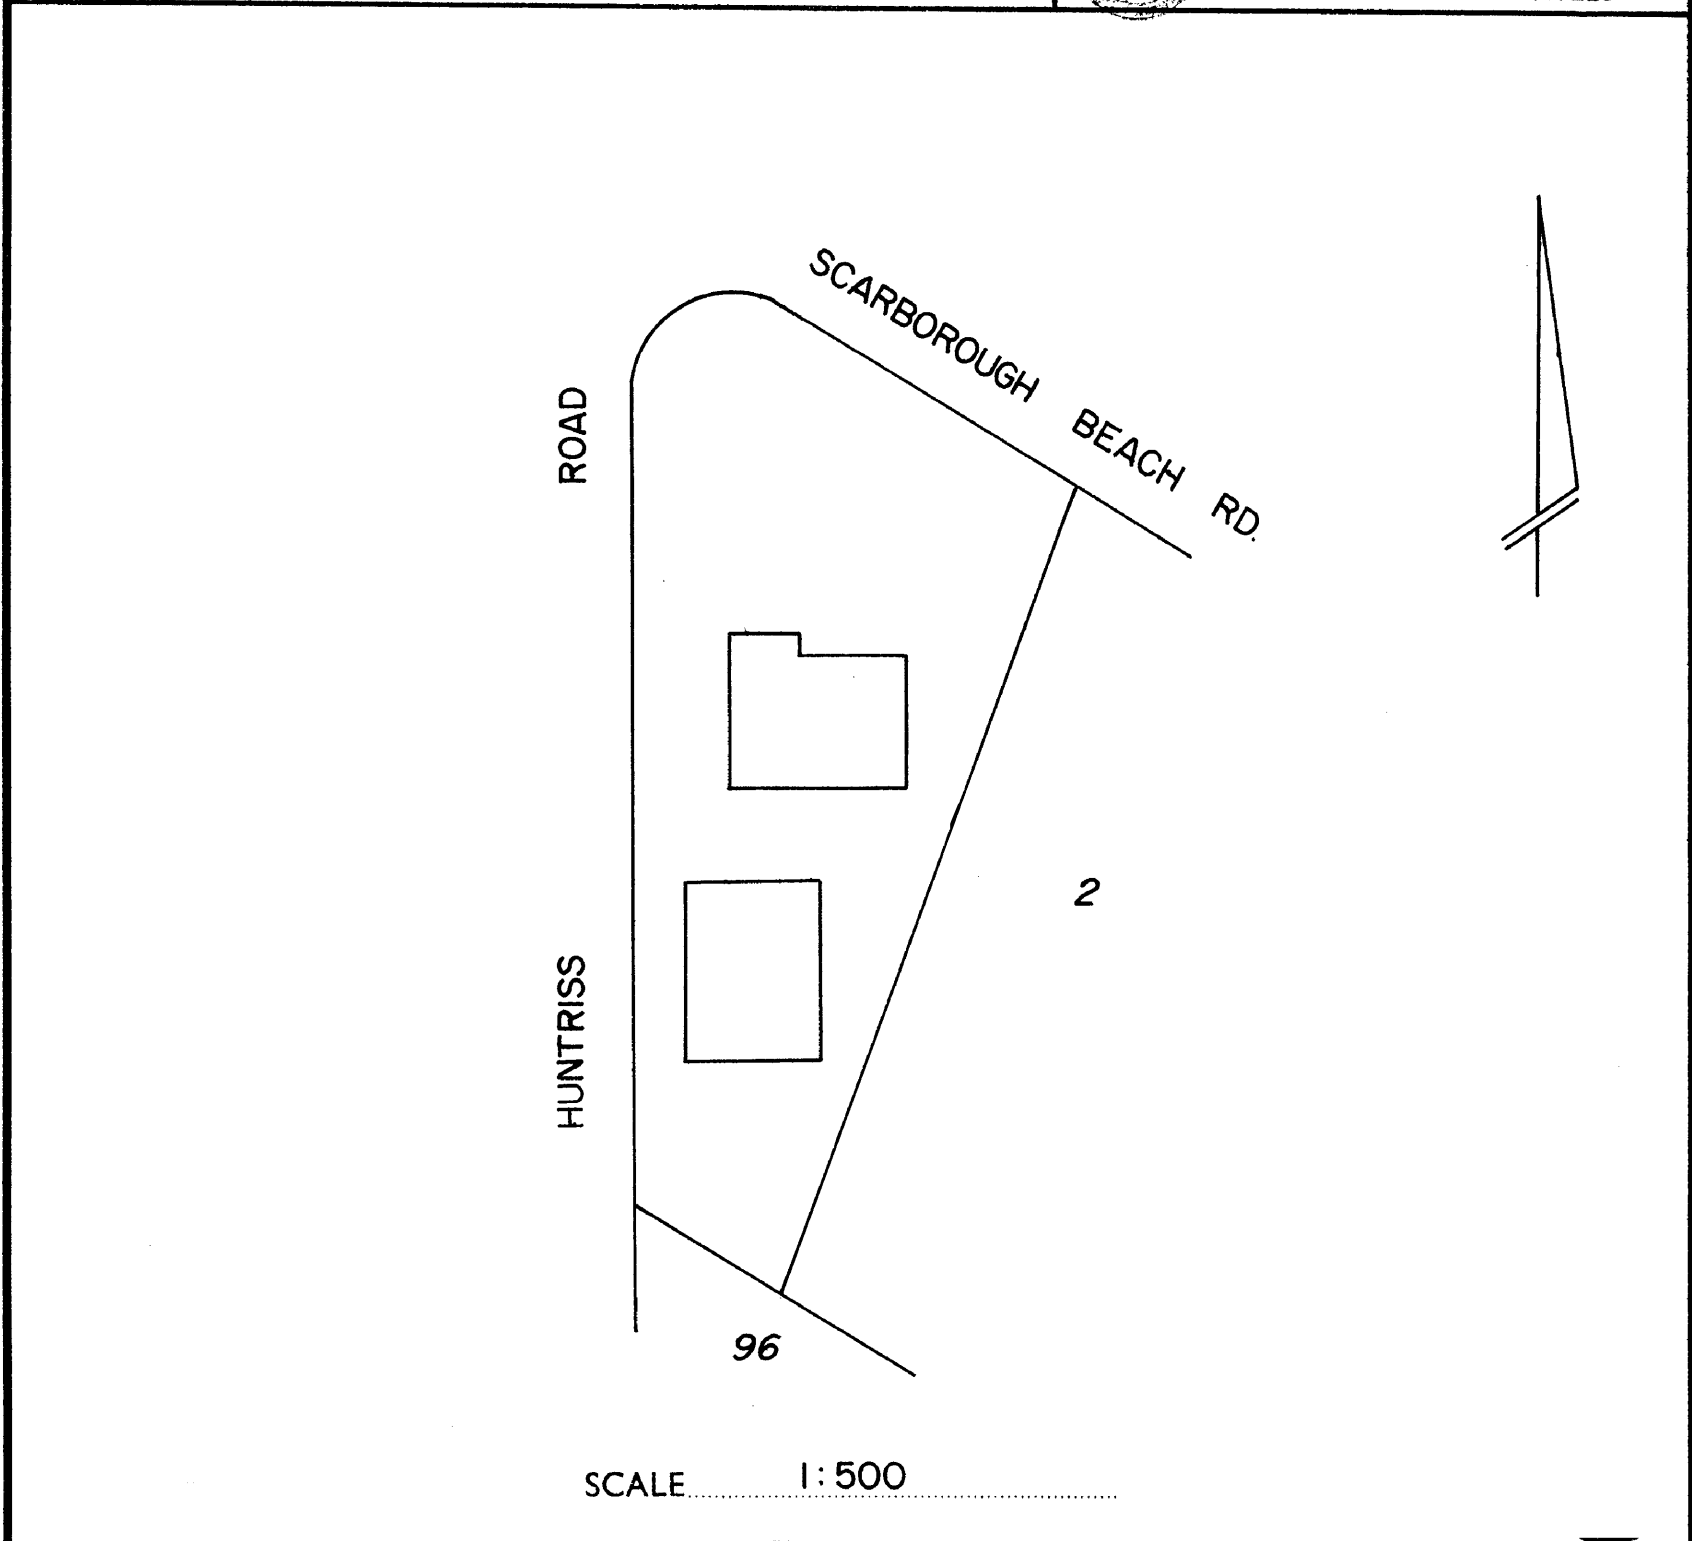 SCARBOROUGH BEACH RD.
HUNTRISS ROAD
2
96
SCALE 1:500